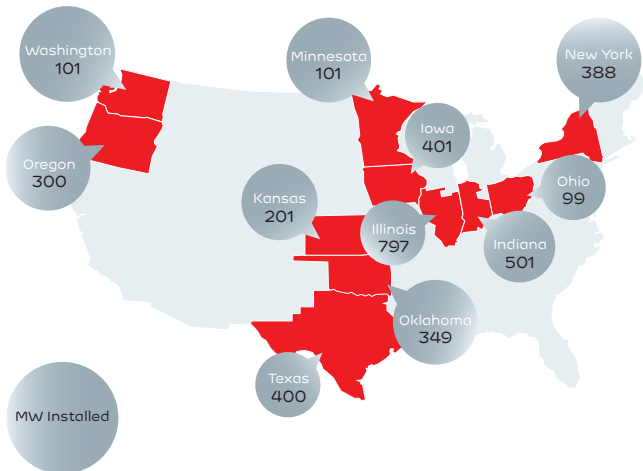 Washington
101
Minnesota
101
New York
388
Iowa
401
Oregon
300
Kansas
201
Illinois
797
Ohio
99
Indiana
501
Oklahoma
349
Texas
400
MW Installed